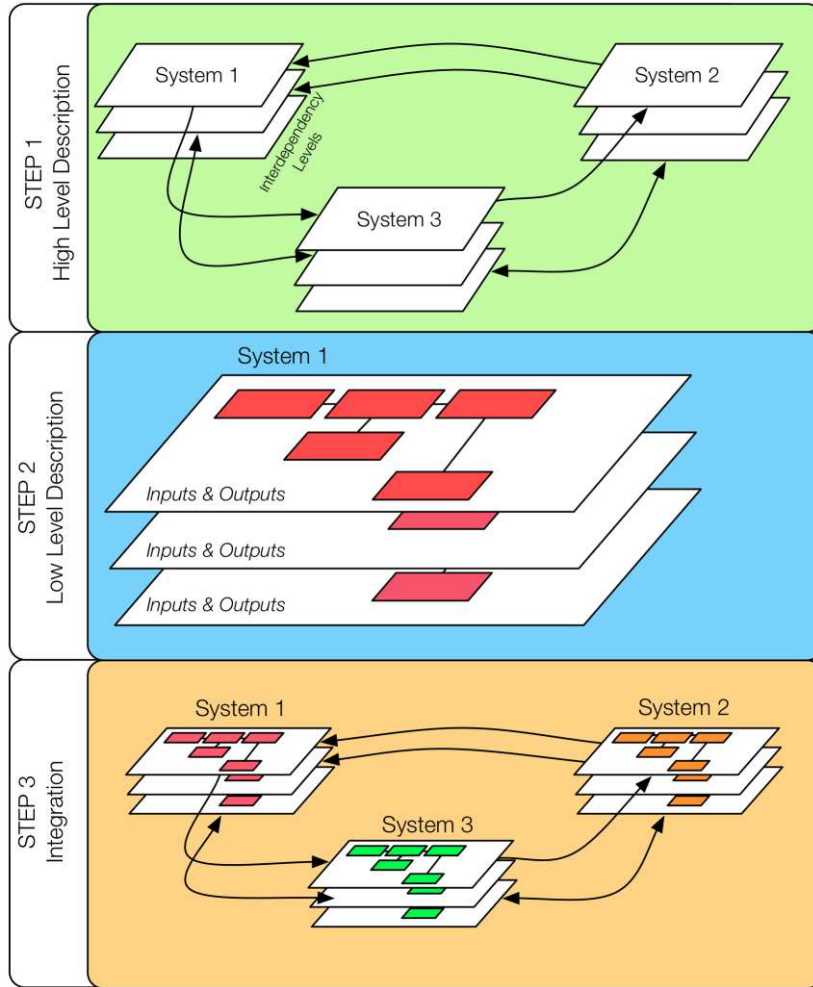 STEP 1
High Level Description
System 1
System 2
Interdependency
Levels
System 3
STEP 2
Low Level Description
System 1
Inputs & Outputs
Inputs & Outputs
Inputs & Outputs
STEP 3
Integration
System 1
System 2
System 3